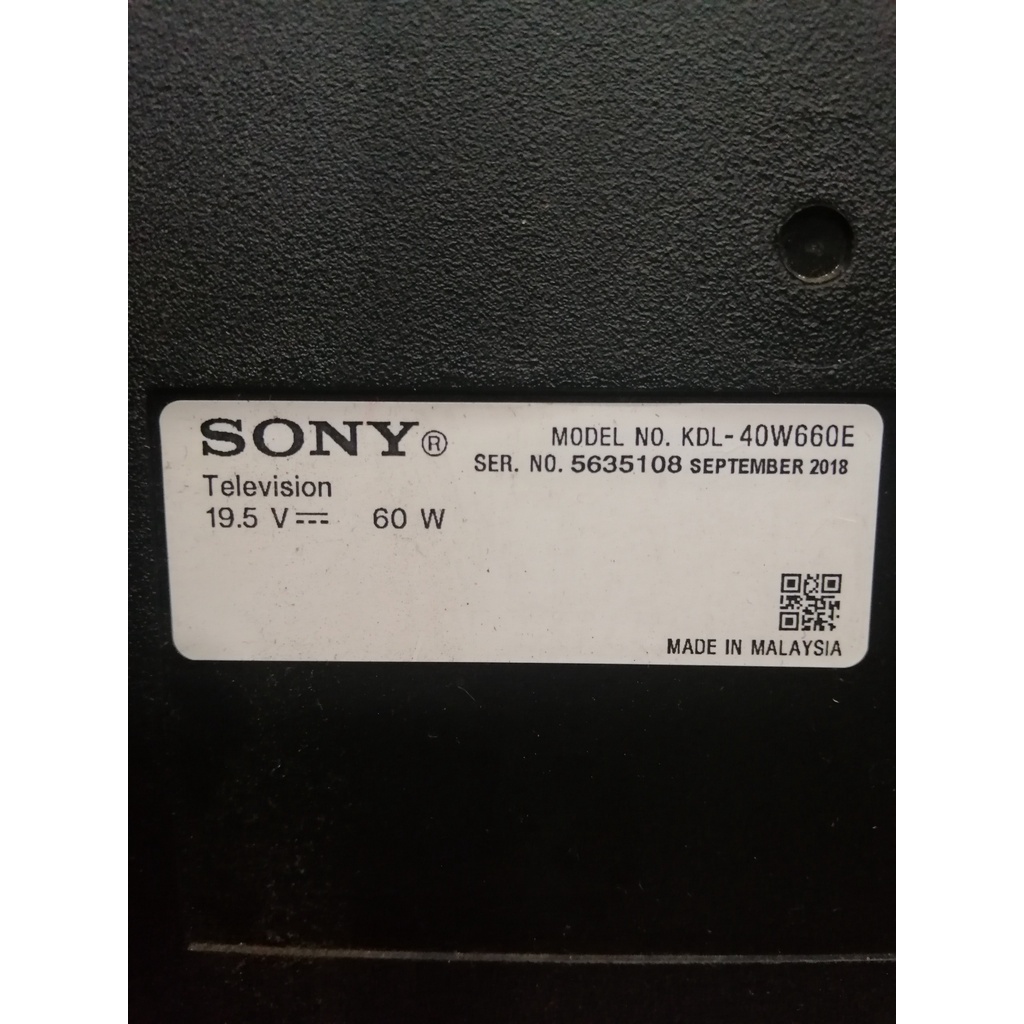 SONY®
MODEL NO. KDL-40W660E
SER. NO. 5635108 SEPTEMBER 2018
Television
19.5 V⎓ 60 W
MADE IN MALAYSIA